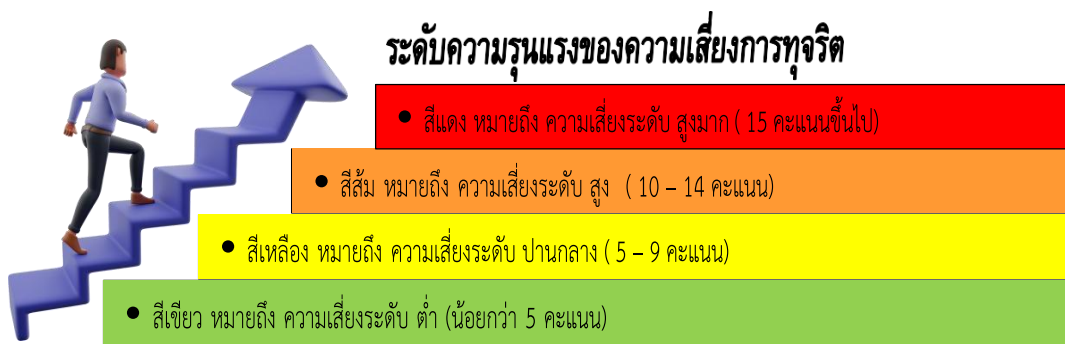 ระดับความรุนแรงของความเสี่ยงการทุจริต
• สีแดง หมายถึง ความเสี่ยงระดับ สูงมาก ( 15 คะแนนขึ้นไป)
• สีส้ม หมายถึง ความเสี่ยงระดับ สูง ( 10 – 14 คะแนน)
• สีเหลือง หมายถึง ความเสี่ยงระดับ ปานกลาง ( 5 – 9 คะแนน)
• สีเขียว หมายถึง ความเสี่ยงระดับ ต่ำ (น้อยกว่า 5 คะแนน)